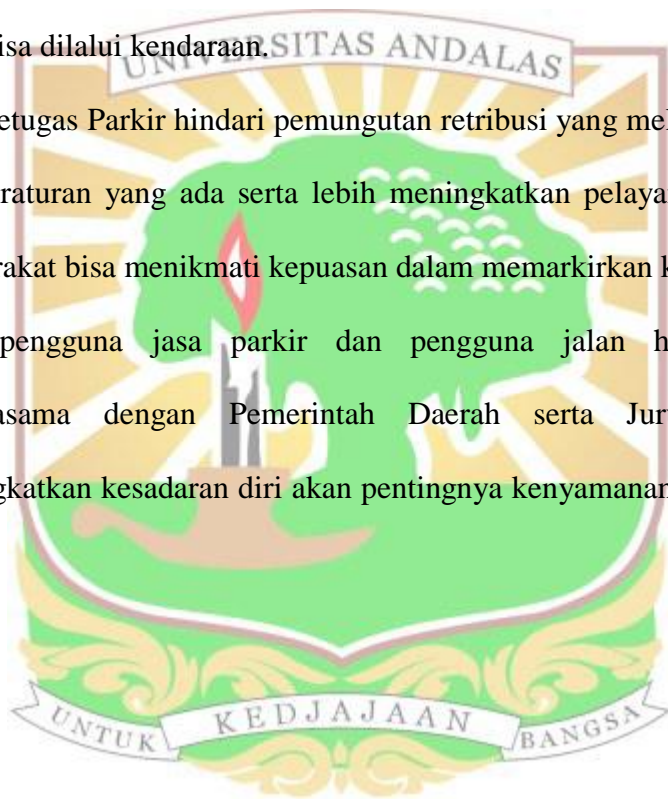 isa dilalui kendaraan.
UNIVERSITAS ANDALAS
etugas Parkir hindari pemungutan retribusi yang mel
raturan yang ada serta lebih meningkatkan pelaya
rakat bisa menikmati kepuasan dalam memarkirkan k
pengguna jasa parkir dan pengguna jalan h
asama dengan Pemerintah Daerah serta Jur
gkatkan kesadaran diri akan pentingnya kenyamanan
UNTUK KEDJAJAAN BANGSA